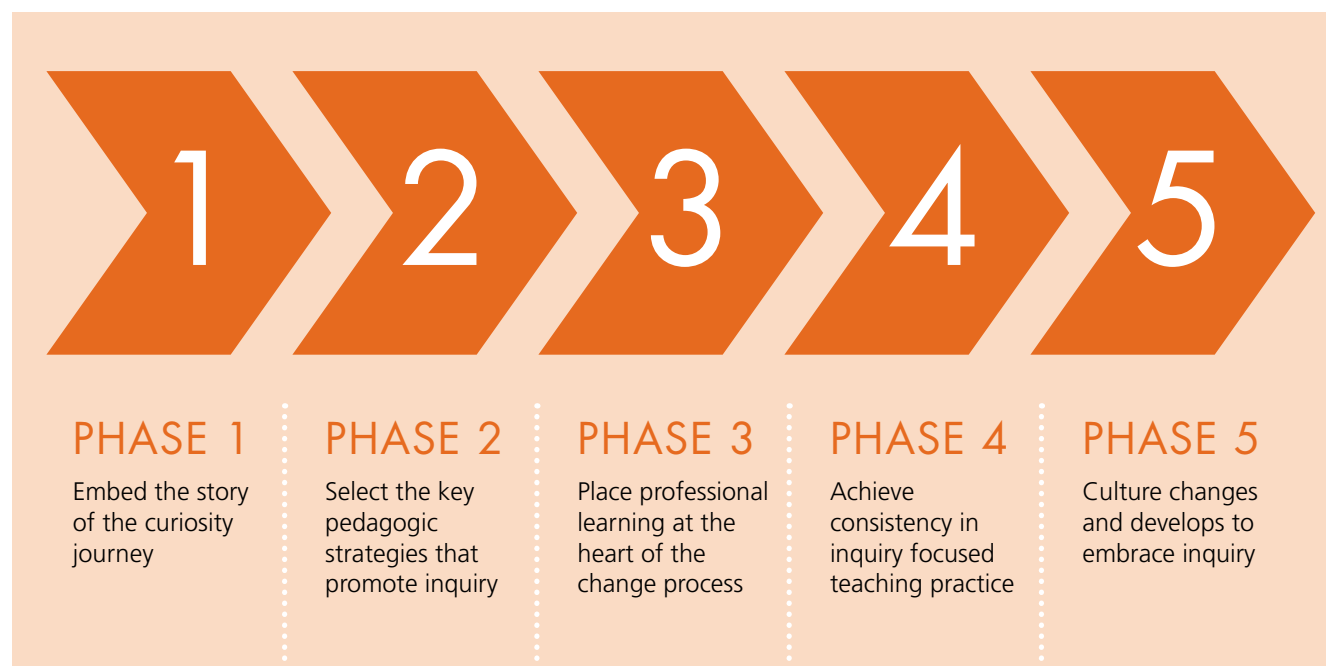 1
2
3
4
5
PHASE 1
Embed the story
of the curiosity
journey
PHASE 2
Select the key
pedagogic
strategies that
promote inquiry
PHASE 3
Place professional
learning at the
heart of the
change process
PHASE 4
Achieve
consistency in
inquiry focused
teaching practice
PHASE 5
Culture changes
and develops to
embrace inquiry